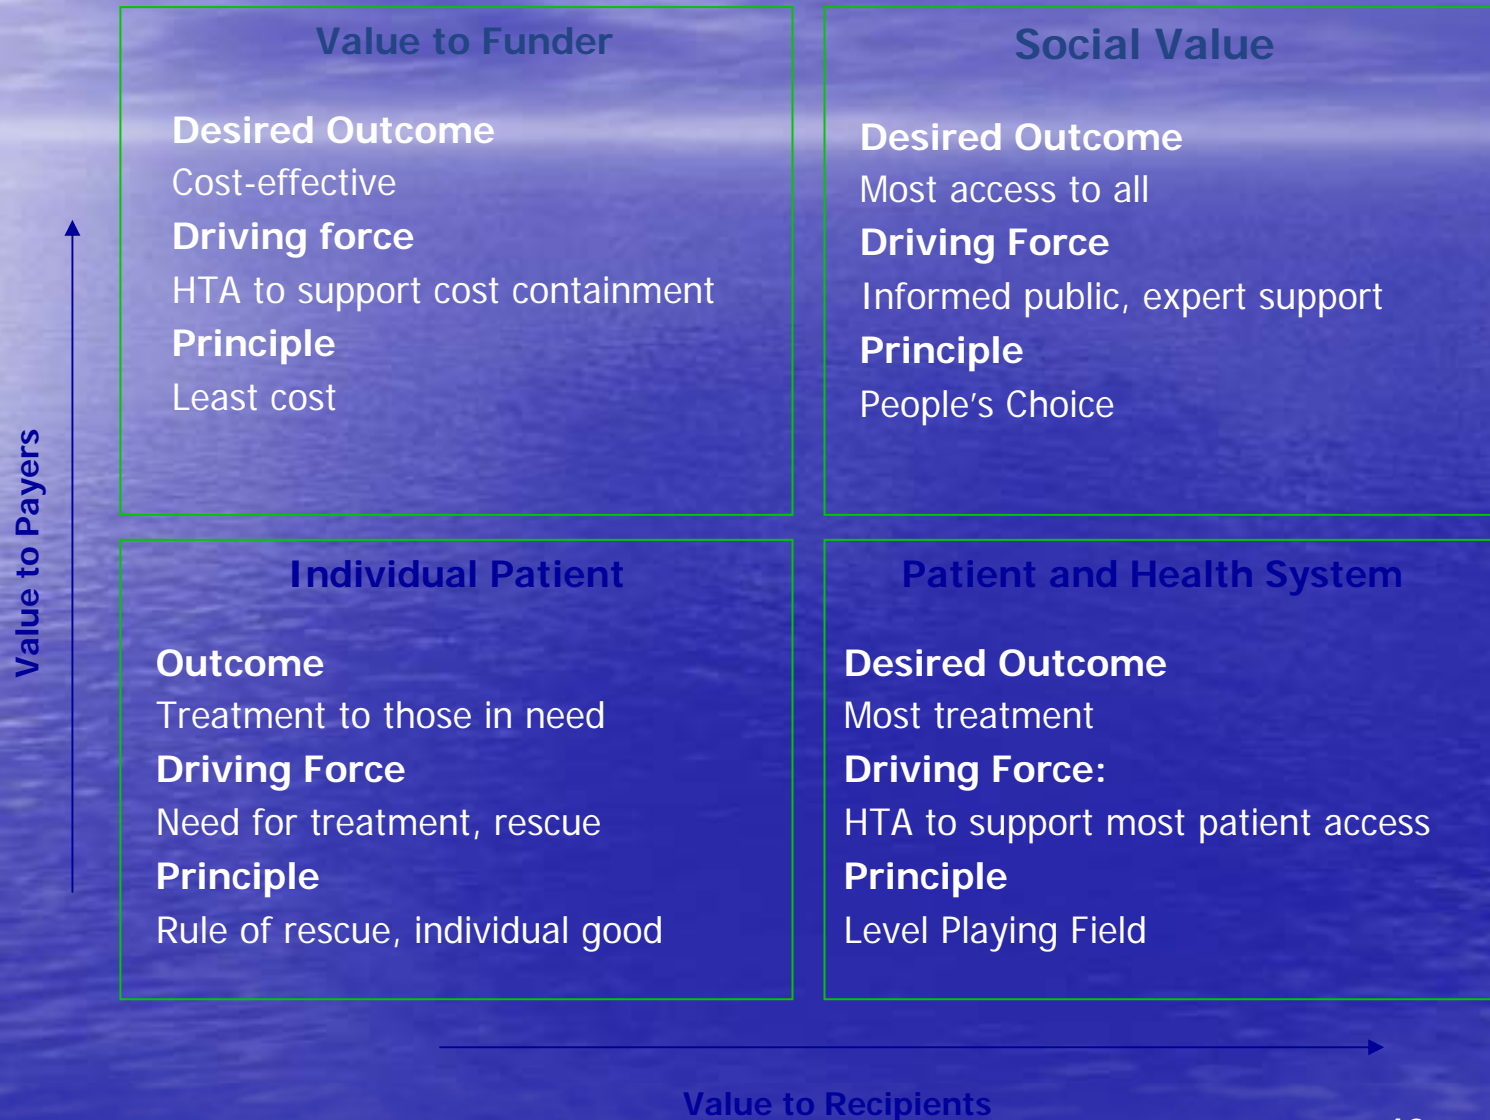 Value to Funder
Desired Outcome
Cost-effective
Driving force
HTA to support cost containment
Principle
Least cost
Social Value
Desired Outcome
Most access to all
Driving Force
Informed public, expert support
Principle
People’s Choice
Value to Payers
Individual Patient
Outcome
Treatment to those in need
Driving Force
Need for treatment, rescue
Principle
Rule of rescue, individual good
Patient and Health System
Desired Outcome
Most treatment
Driving Force:
HTA to support most patient access
Principle
Level Playing Field
Value to Recipients